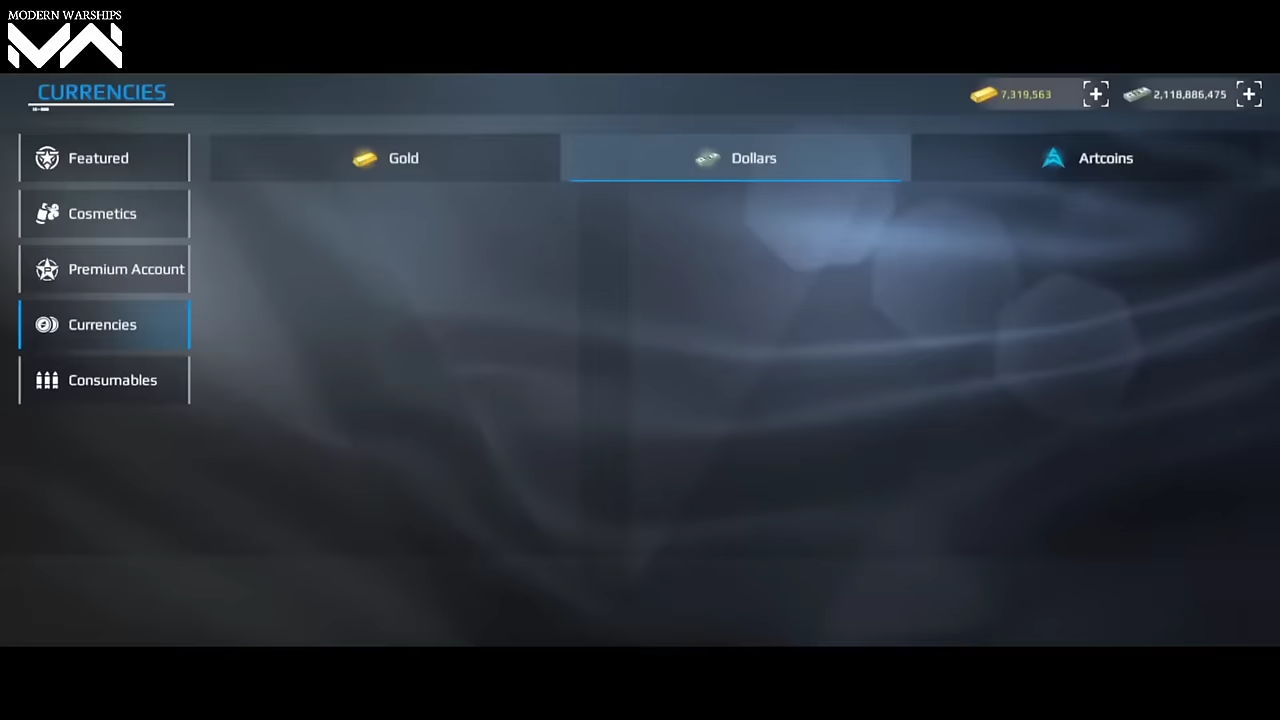 MODERN WARSHIPS
CURRENCIES
7,319,563
2,118,886,475
Featured
Gold
Dollars
Artcoins
Cosmetics
Premium Account
Currencies
Consumables